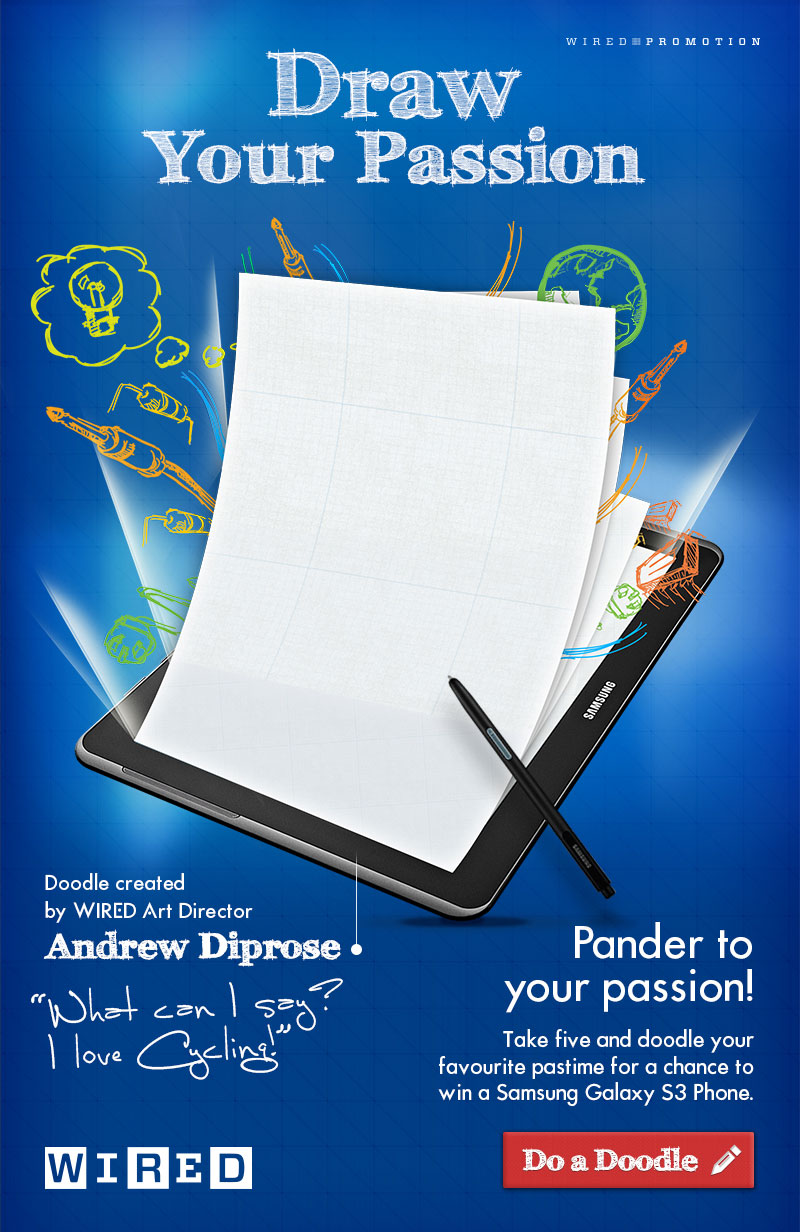 WIRED PROMOTION
Draw
Your Passion
SAMSUNG
SAMSUNG
Doodle created
by WIRED Art Director
Andrew Diprose
“What can I say?
I love Cycling!”
Pander to
your passion!
Take five and doodle your
favourite pastime for a chance to
win a Samsung Galaxy S3 Phone.
WIRED
Do a Doodle